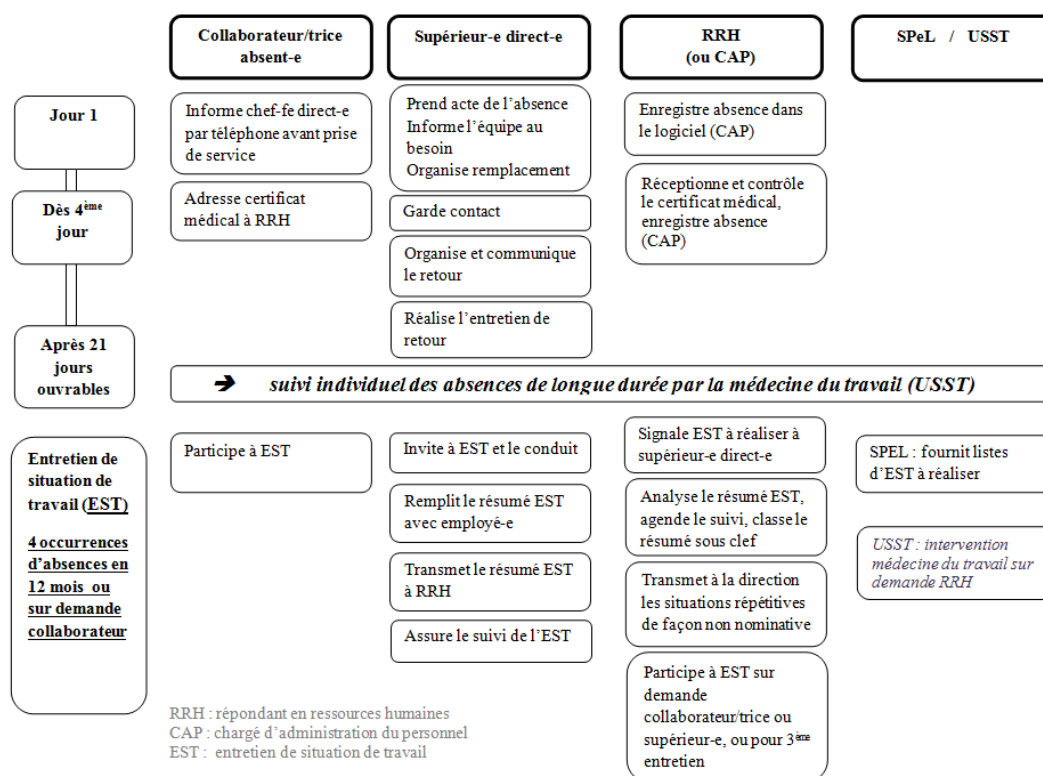 Collaborateur/trice
absent-e
Supérieur-e direct-e
RRH
(ou CAP)
SPeL / USST
Jour 1
Informe chef-fe direct-e
par téléphone avant prise
de service
Prend acte de l'absence
Informe l'équipe au
besoin
Organise remplacement
Enregistre absence dans
le logiciel (CAP)
Dès 4ème
jour
Adresse certificat
médical à RRH
Garde contact
Réceptionne et contrôle
le certificat médical,
enregistre absence
(CAP)
Organise et communique
le retour
Réalise l'entretien de
retour
Après 21
jours
ouvrables
➔ suivi individuel des absences de longue durée par la médecine du travail (USST)
Entretien de
situation de
travail (EST)
4 occurrences
d'absences en
12 mois ou
sur demande
collaborateur
Participe à EST
Invite à EST et le conduit
Remplit le résumé EST
avec employé-e
Transmet le résumé EST
à RRH
Assure le suivi de l'EST
Signale EST à réaliser à
supérieur-e direct-e
Analyse le résumé EST,
agende le suivi, classe le
résumé sous clef
Transmet à la direction
les situations répétitives
de façon non nominative
Participe à EST sur
demande
collaborateur/trice ou
supérieur-e, ou pour 3ème
entretien
SPEL : fournit listes
d'EST à réaliser
USST : intervention
médecine du travail sur
demande RRH
RRH : répondant en ressources humaines
CAP : chargé d'administration du personnel
EST : entretien de situation de travail